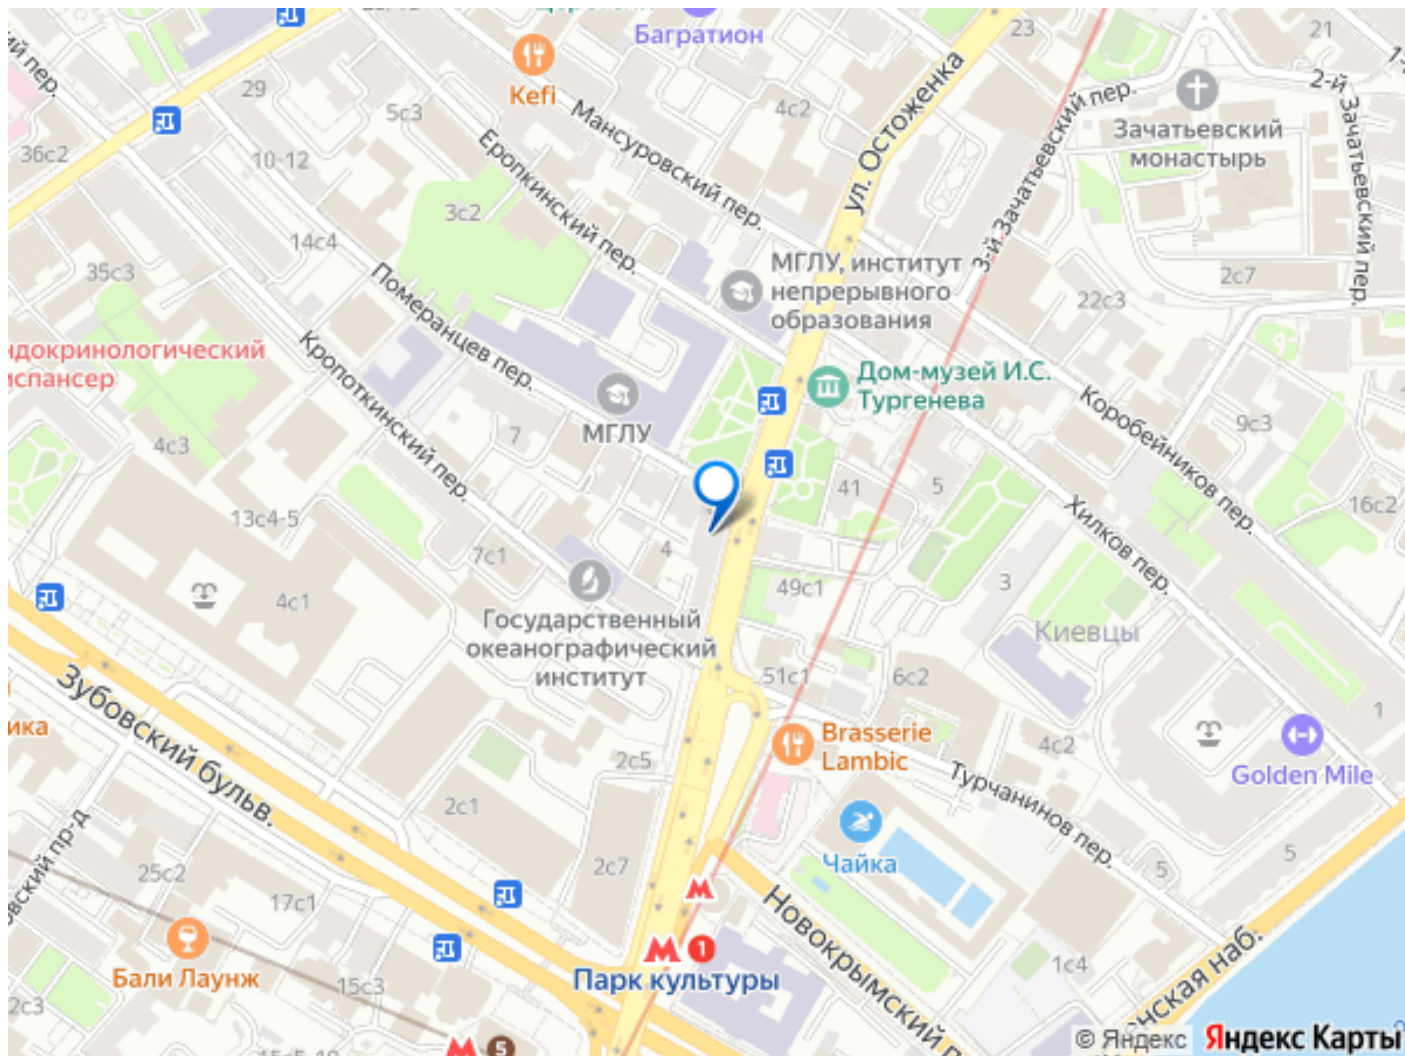 Багратион
23
21
Kefi
29
5с3
4с2
Мансуровский пер.
ул. Остоженка
3-й Зачатьевский пер.
2-й Зачатьевский пер.
Зачатьевский
монастырь
36с2
10-12
Еропкинский пер.
3с2
14с4
35с3
МГЛУ, институт
непрерывного
образования
2с7
22с3
Померанцев пер.
Кропоткинский пер.
Дом-музей И.С.
Тургенева
Коробейников пер.
9с3
МГЛУ
7
4с3
41
5
16с2
13с4-5
Хилков пер.
7с1
4
3
49с1
4с1
Государственный
океанографический
институт
Киевцы
51с1
6с2
Зубовский бульв.
1
Brasserie
Lambic
4с2
Golden Mile
2с5
Турчанинов пер.
2с1
Чайка
5
5
2с7
25с2
17с1
Новокрымский
1
Парк культуры
Бали Лаунж
15с3
2с3
1с4
5
© Яндекс Яндекс Карты